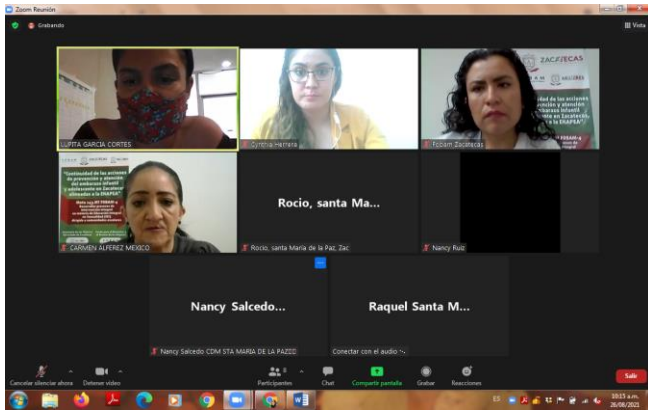 Zoom Reunión
Grabando
Vista
LUPITA GARCIA CORTES
Cynthia Herrera
ZACATECAS
Fobam Zacatecas
"Continuidad de las acciones
de prevención y atención
del embarazo infantil
y adolescente en Zacatecas,
alineadas a la ENAPEA"
CARMEN ALFEREZ MEXICO
Rocio, santa Ma...
Rocio, santa María de la Paz, Zac
Nancy Ruiz
Nancy Salcedo...
Nancy Salcedo CDM STA MARIA DE LA PAZ
Raquel Santa M...
Conectar con el audio
Cancelar silenciar ahora
Detener video
8
Participantes
Chat
Compartir pantalla
Grabar
Reacciones
Salir
ES
10:15 a.m.
26/08/2021